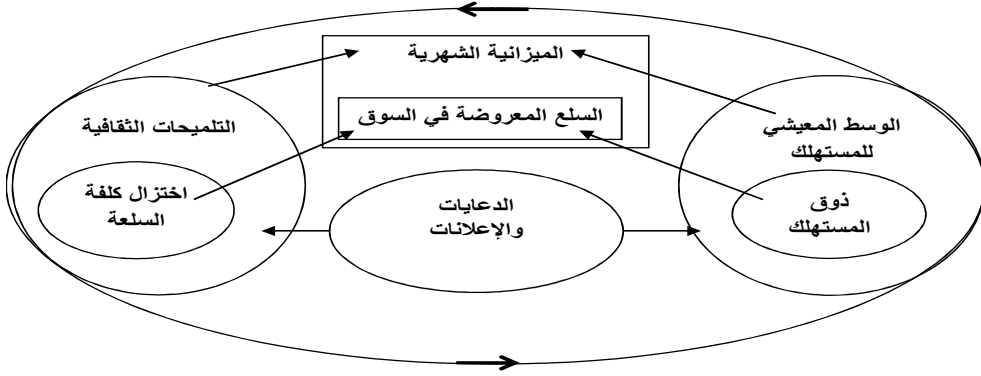 الميزانية الشهرية
السلع المعروضة في السوق
الوسط المعيشي
للمستهلك
ذوق
المستهلك
الدعايات
والإعلانات
التلميحات الثقافية
اختزال كلفة
السلعة